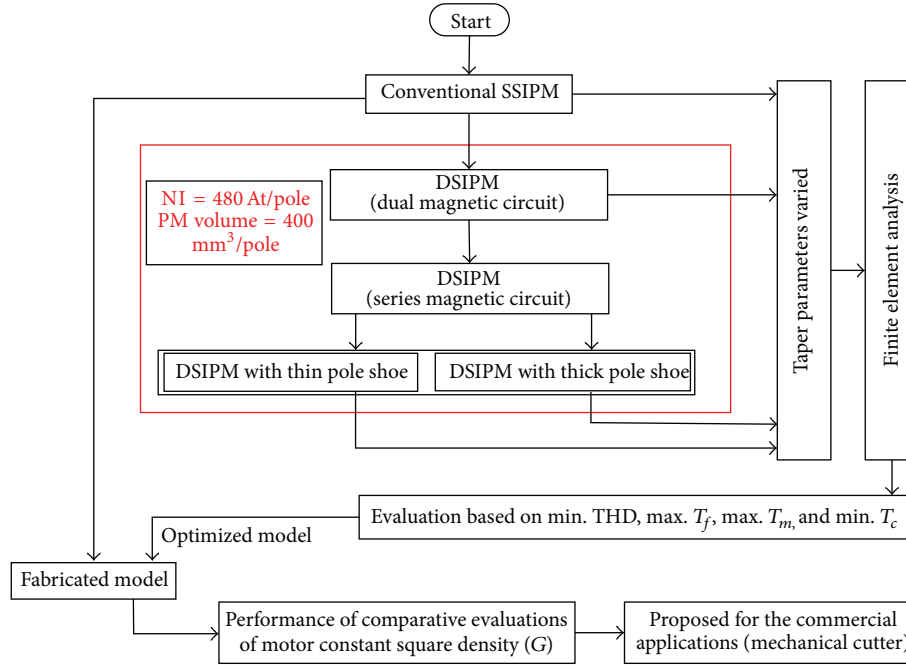 Start
Conventional SSIPM
NI = 480 At/pole
PM volume = 400
mm³/pole
DSIPM
(dual magnetic circuit)
DSIPM
(series magnetic circuit)
DSIPM with thin pole shoe
DSIPM with thick pole shoe
Taper parameters varied
Finite element analysis
Evaluation based on min. THD, max. T_f, max. T_m, and min. T_c
Optimized model
Fabricated model
Performance of comparative evaluations
of motor constant square density (G)
Proposed for the commercial
applications (mechanical cutter)